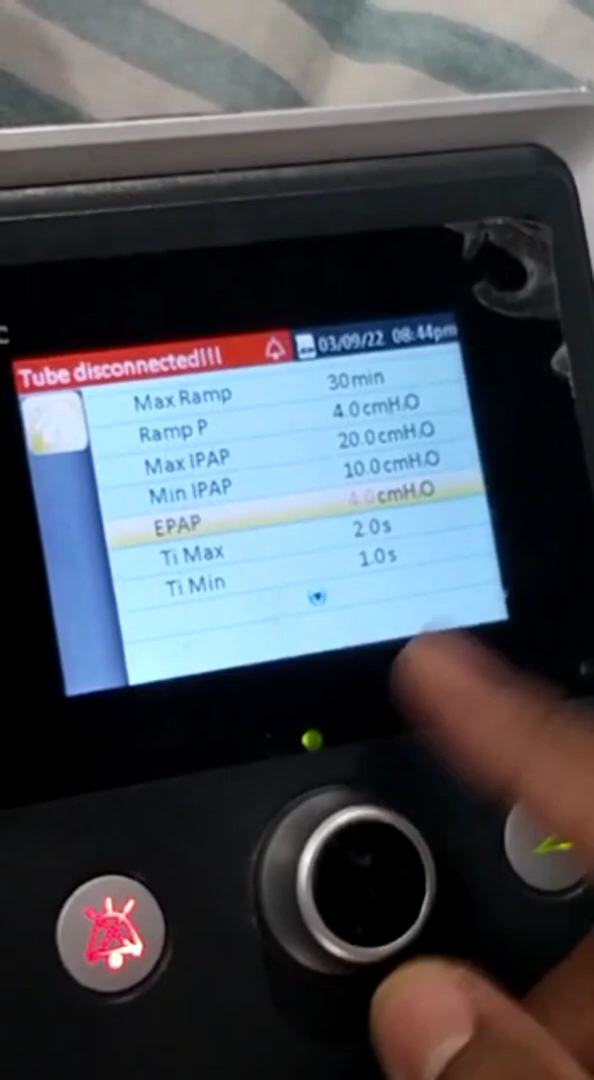 C
Tube disconnected!!! 03/09/22 08:44pm
Max Ramp 30min
Ramp P 4.0cmH₂O
Max IPAP 20.0cmH₂O
Min IPAP 10.0cmH₂O
EPAP 4.0cmH₂O
Ti Max 2.0s
Ti Min 1.0s